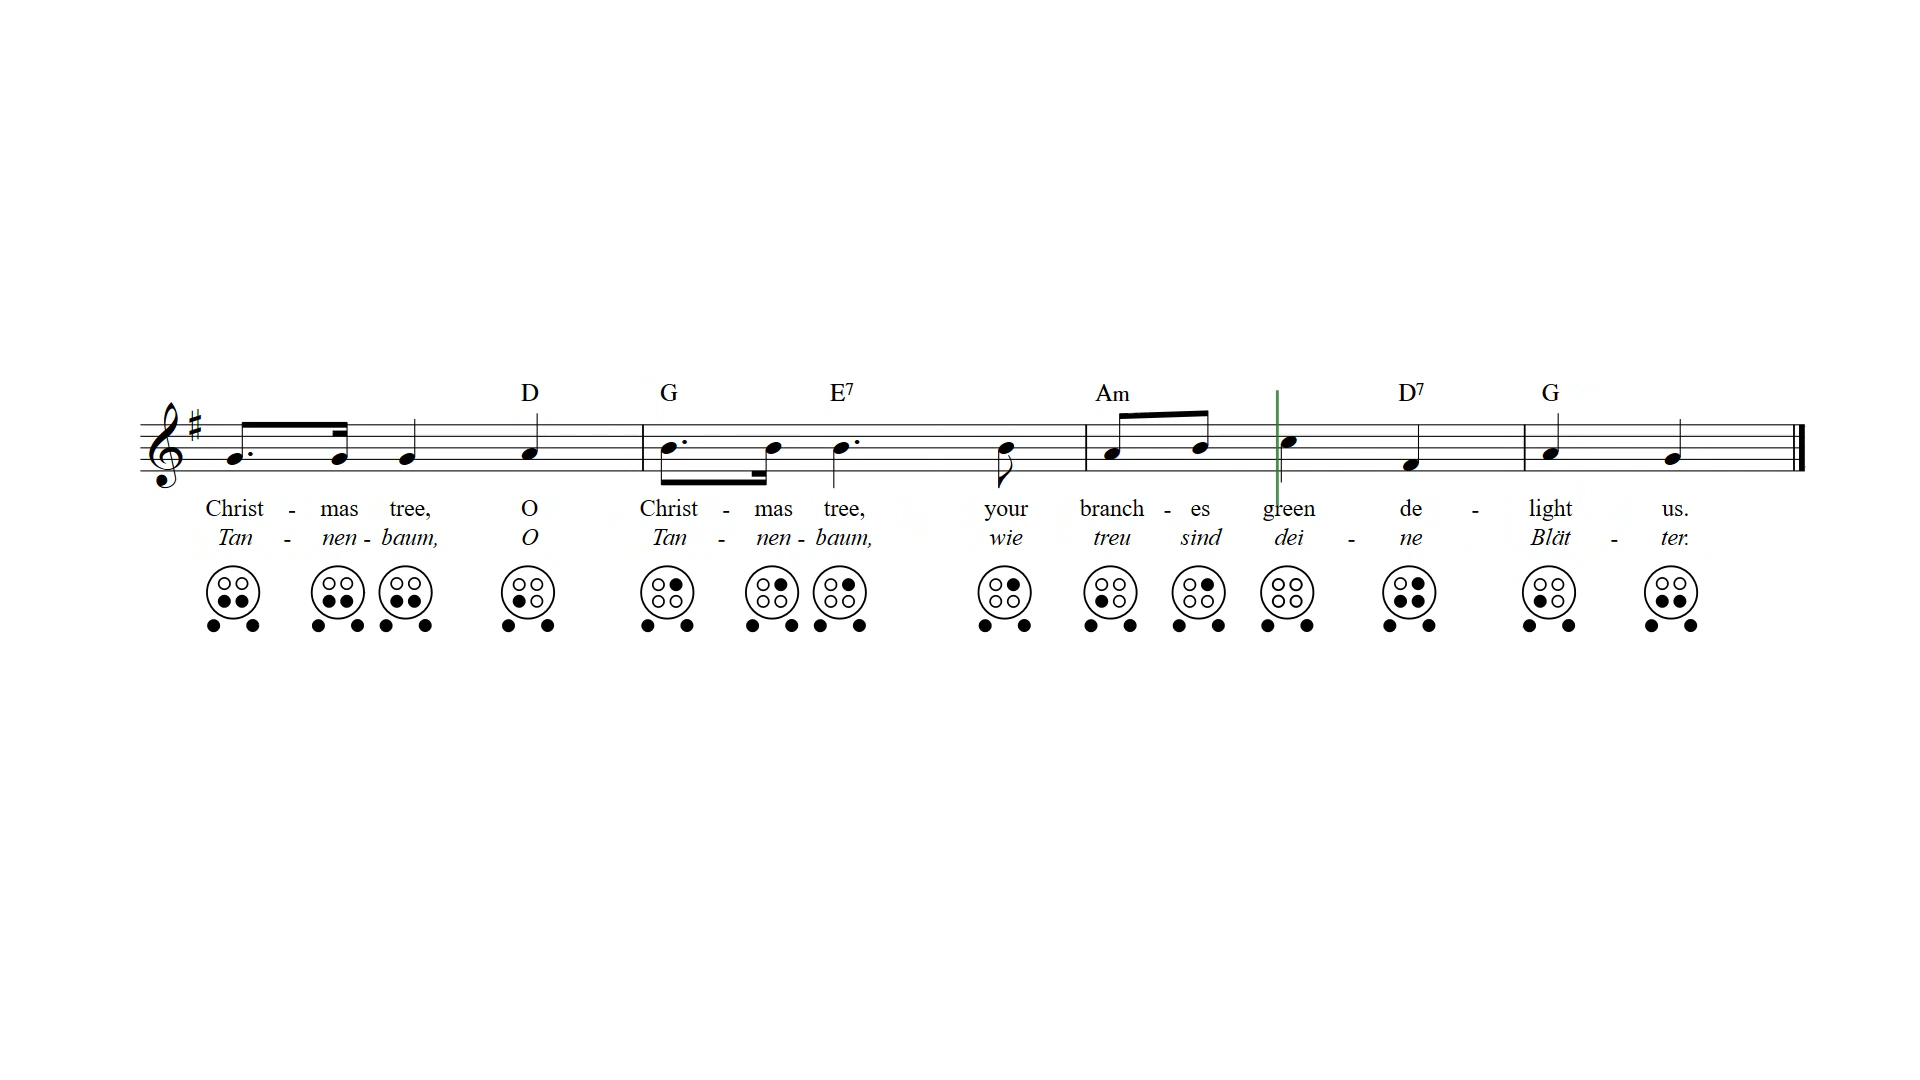 D G E7 Am D7 G
Christ - mas tree, O Christ - mas tree, your branch - es green de - light us.
Tan - nen - baum, O Tan - nen - baum, wie treu sind dei - ne Blät - ter.